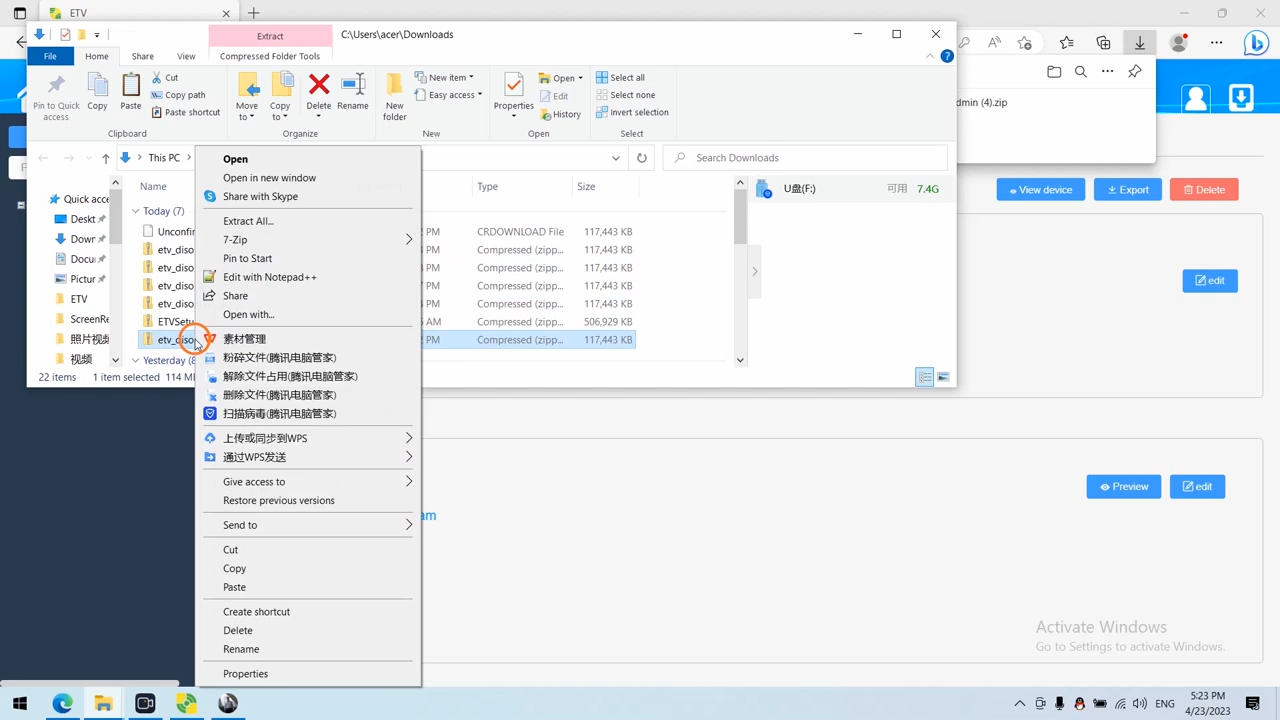 ETV
Extract
C:\Users\acer\Downloads
File
Home
Share
View
Compressed Folder Tools
Pin to Quick access
Copy
Paste
Cut
Copy path
Paste shortcut
Clipboard
Move to
Copy to
Delete
Rename
Organize
New folder
New item
Easy access
New
Properties
Open
Edit
History
Open
Select all
Select none
Invert selection
Select
dmin (4).zip
This PC
Search Downloads
Name
Type
Size
U盘(F:)
可用 7.4G
View device
Export
Delete
Quick acce
Deskt
Down
Docu
Pictur
ETV
ScreenRe
照片视频
视频
Today (7)
Unconfir
PM CRDOWNLOAD File 117,443 KB
etv_diso
PM Compressed (zipp... 117,443 KB
etv_diso
PM Compressed (zipp... 117,443 KB
etv_diso
PM Compressed (zipp... 117,443 KB
etv_diso
PM Compressed (zipp... 117,443 KB
ETVSetu
AM Compressed (zipp... 506,929 KB
etv_diso
PM Compressed (zipp... 117,443 KB
Yesterday (8
22 items
1 item selected
114 M
Open
Open in new window
Share with Skype
Extract All...
7-Zip
Pin to Start
Edit with Notepad++
Share
Open with...
素材管理
粉碎文件(腾讯电脑管家)
解除文件占用(腾讯电脑管家)
删除文件(腾讯电脑管家)
扫描病毒(腾讯电脑管家)
上传或同步到WPS
通过WPS发送
Give access to
Restore previous versions
Send to
Cut
Copy
Paste
Create shortcut
Delete
Rename
Properties
edit
Preview
edit
am
Activate Windows
Go to Settings to activate Windows.
ENG
5:23 PM
4/23/2023